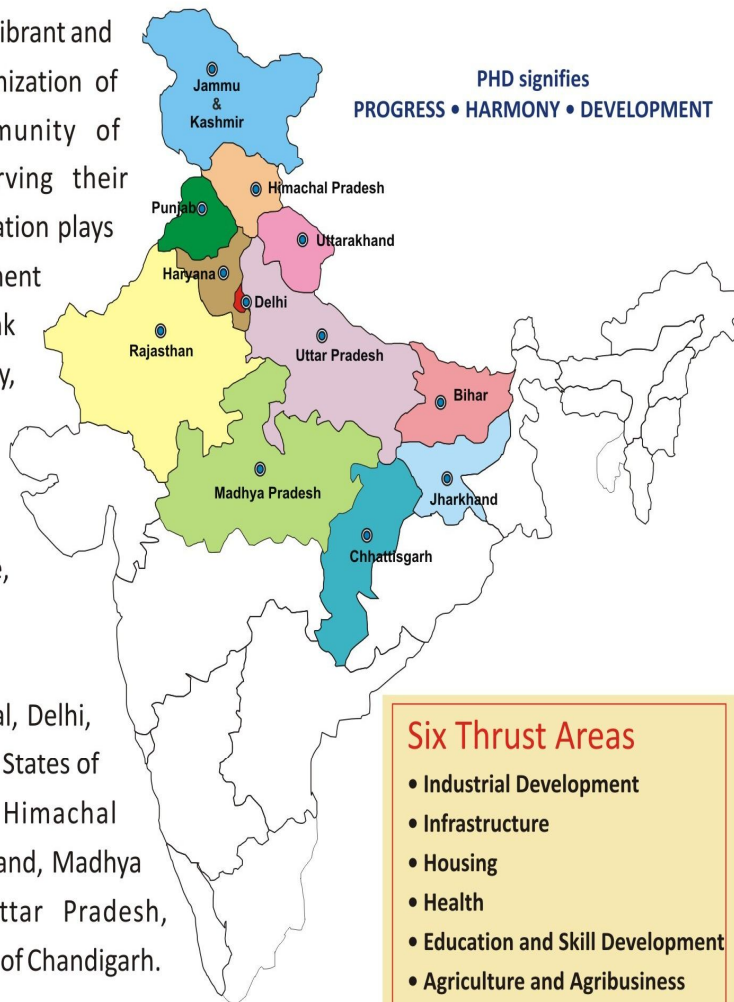 ibrant and
nization of
munity of
rving their
ation plays
ment
nk
y,
e,
al, Delhi,
States of
Himachal
and, Madhya
ttar Pradesh,
of Chandigarh.
PHD signifies
PROGRESS • HARMONY • DEVELOPMENT
Jammu
&
Kashmir
Himachal Pradesh
Punjab
Uttarakhand
Haryana
Delhi
Rajasthan
Uttar Pradesh
Bihar
Madhya Pradesh
Jharkhand
Chhattisgarh
Six Thrust Areas
• Industrial Development
• Infrastructure
• Housing
• Health
• Education and Skill Development
• Agriculture and Agribusiness